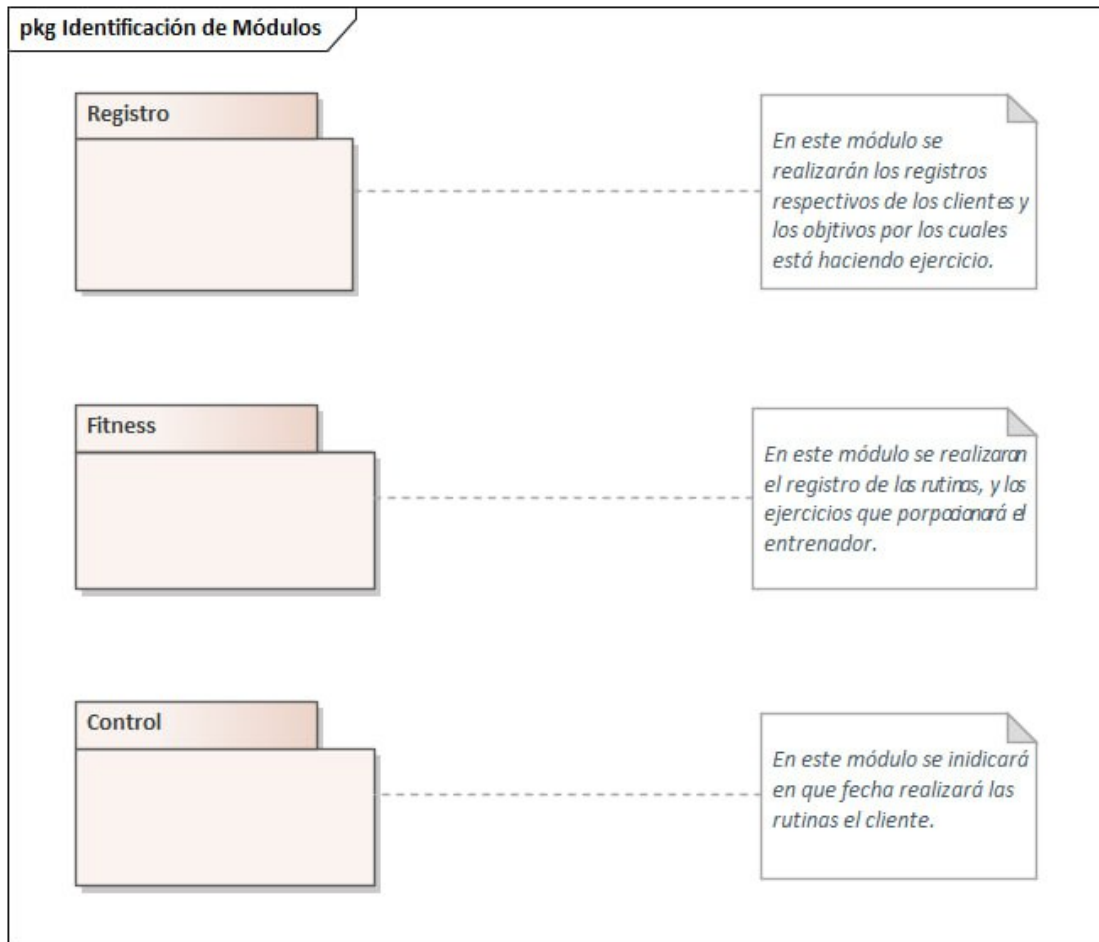 pkg Identificación de Módulos
Registro
En este módulo se
realizarán los registros
respectivos de los clientes y
los objtivos por los cuales
está haciendo ejercicio.
Fitness
En este módulo se realizaran
el registro de las rutinas, y los
ejercicios que porpocionará el
entrenador.
Control
En este módulo se inidicará
en que fecha realizará las
rutinas el cliente.